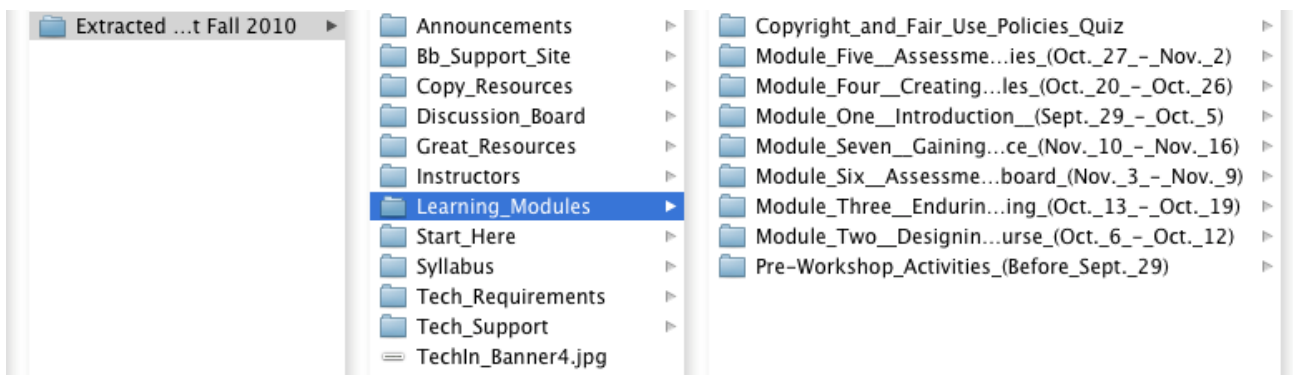 Extracted ...t Fall 2010
Announcements
Bb_Support_Site
Copy_Resources
Discussion_Board
Great_Resources
Instructors
Learning_Modules
Start_Here
Syllabus
Tech_Requirements
Tech_Support
TechIn_Banner4.jpg
Copyright_and_Fair_Use_Policies_Quiz
Module_Five__Assessme...ies_(Oct._27_-_Nov._2)
Module_Four__Creating...les_(Oct._20_-_Oct._26)
Module_One__Introduction__(Sept._29_-_Oct._5)
Module_Seven__Gaining...ce_(Nov._10_-_Nov._16)
Module_Six__Assessme...board_(Nov._3_-_Nov._9)
Module_Three__Endurin...ing_(Oct._13_-_Oct._19)
Module_Two__Designin...urse_(Oct._6_-_Oct._12)
Pre-Workshop_Activities_(Before_Sept._29)